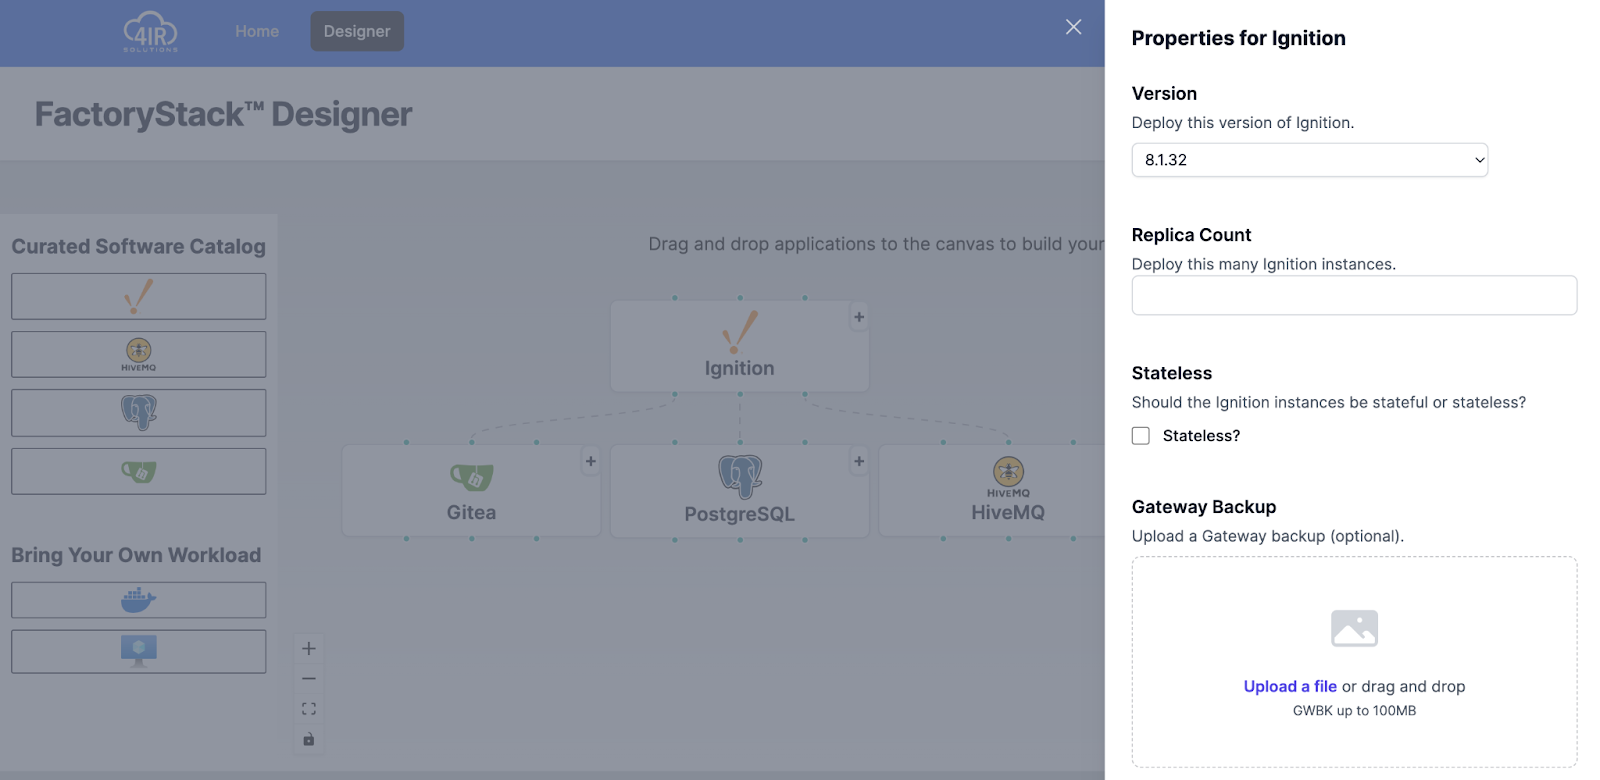 4IR
SOLUTIONS
Home
Designer
FactoryStack™ Designer
Curated Software Catalog
HIVEMQ
Bring Your Own Workload
Drag and drop applications to the canvas to build your
Ignition
Gitea
PostgreSQL
HIVEMQ
HiveMQ
Properties for Ignition
Version
Deploy this version of Ignition.
8.1.32
Replica Count
Deploy this many Ignition instances.
Stateless
Should the Ignition instances be stateful or stateless?
Stateless?
Gateway Backup
Upload a Gateway backup (optional).
Upload a file or drag and drop
GWBK up to 100MB